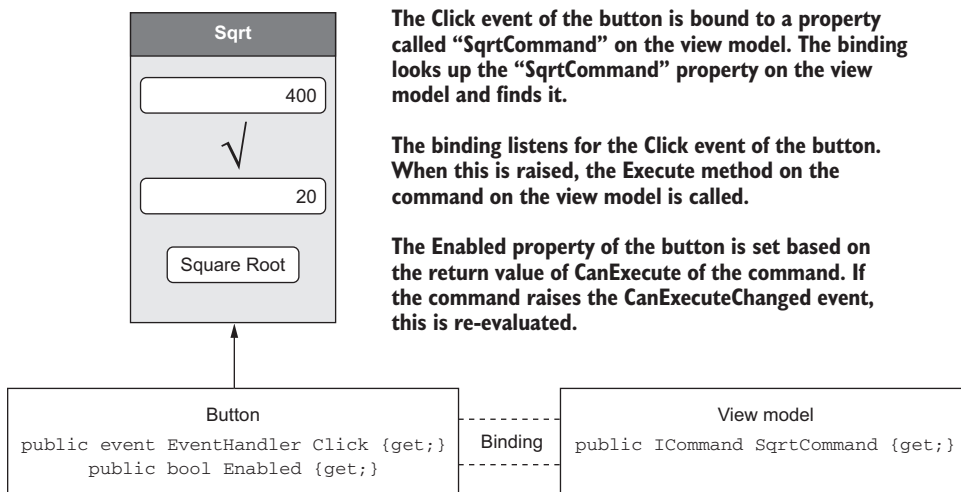 Sqrt
400
√
20
Square Root
The Click event of the button is bound to a property
called “SqrtCommand” on the view model. The binding
looks up the “SqrtCommand” property on the view
model and finds it.
The binding listens for the Click event of the button.
When this is raised, the Execute method on the
command on the view model is called.
The Enabled property of the button is set based on
the return value of CanExecute of the command. If
the command raises the CanExecuteChanged event,
this is re-evaluated.
Button
public event EventHandler Click {get;}
public bool Enabled {get;}
Binding
View model
public ICommand SqrtCommand {get;}